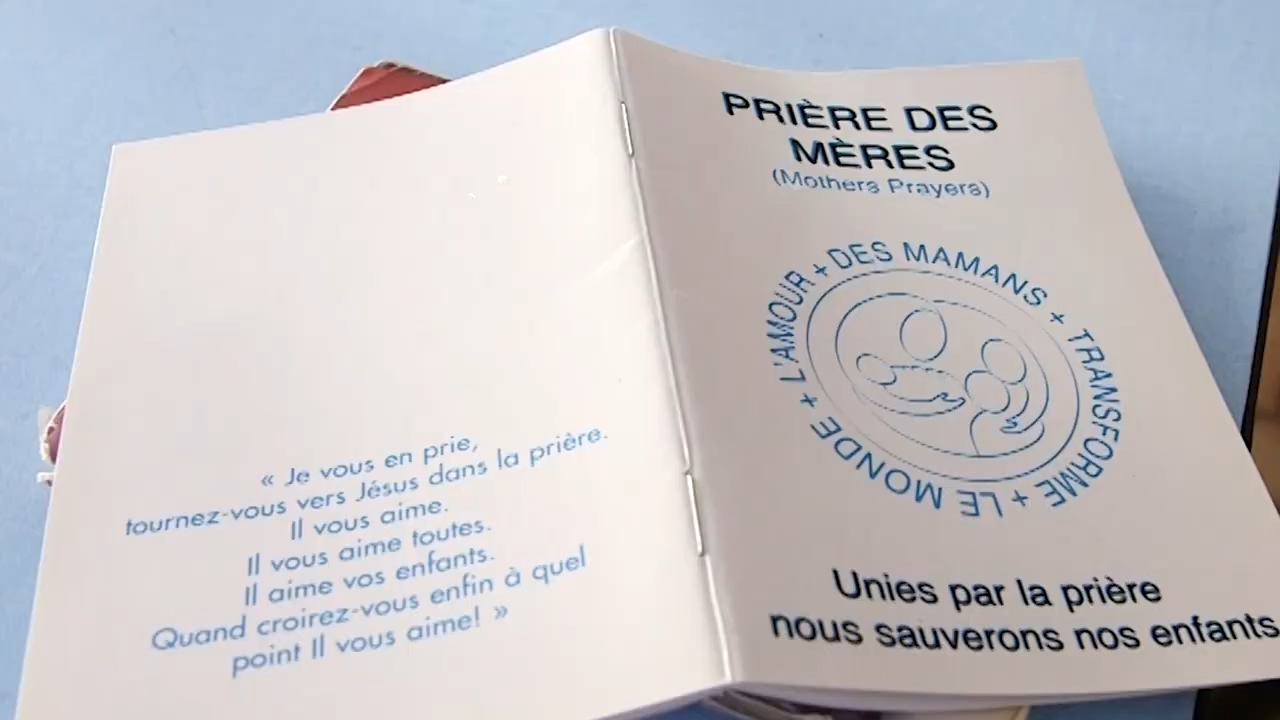 « Je vous en prie,
tournez-vous vers Jésus dans la prière.
Il vous aime.
Il vous aime toutes.
Il aime vos enfants.
Quand croirez-vous enfin à quel
point Il vous aime! »
PRIÈRE DES
MÈRES
(Mothers Prayers)
L'AMOUR + DES MAMANS + TRANSFORME + LE MONDE +
Unies par la prière
nous sauverons nos enfants